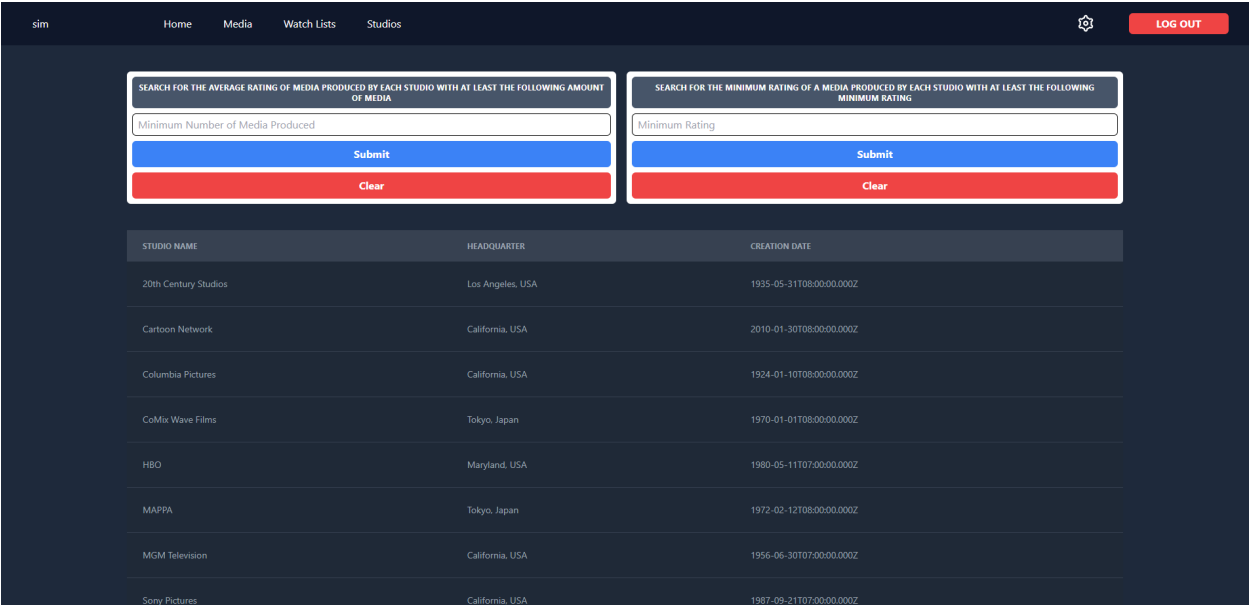 sim Home Media Watch Lists Studios LOG OUT
SEARCH FOR THE AVERAGE RATING OF MEDIA PRODUCED BY EACH STUDIO WITH AT LEAST THE FOLLOWING AMOUNT
OF MEDIA
Minimum Number of Media Produced
Submit
Clear
SEARCH FOR THE MINIMUM RATING OF A MEDIA PRODUCED BY EACH STUDIO WITH AT LEAST THE FOLLOWING
MINIMUM RATING
Minimum Rating
Submit
Clear
STUDIO NAME HEADQUARTER CREATION DATE
20th Century Studios Los Angeles, USA 1935-05-31T08:00:00.000Z
Cartoon Network California, USA 2010-01-30T08:00:00.000Z
Columbia Pictures California, USA 1924-01-10T08:00:00.000Z
CoMix Wave Films Tokyo, Japan 1970-01-01T08:00:00.000Z
HBO Maryland, USA 1980-05-11T07:00:00.000Z
MAPPA Tokyo, Japan 1972-02-12T08:00:00.000Z
MGM Television California, USA 1956-06-30T07:00:00.000Z
Sony Pictures California, USA 1987-09-21T07:00:00.000Z